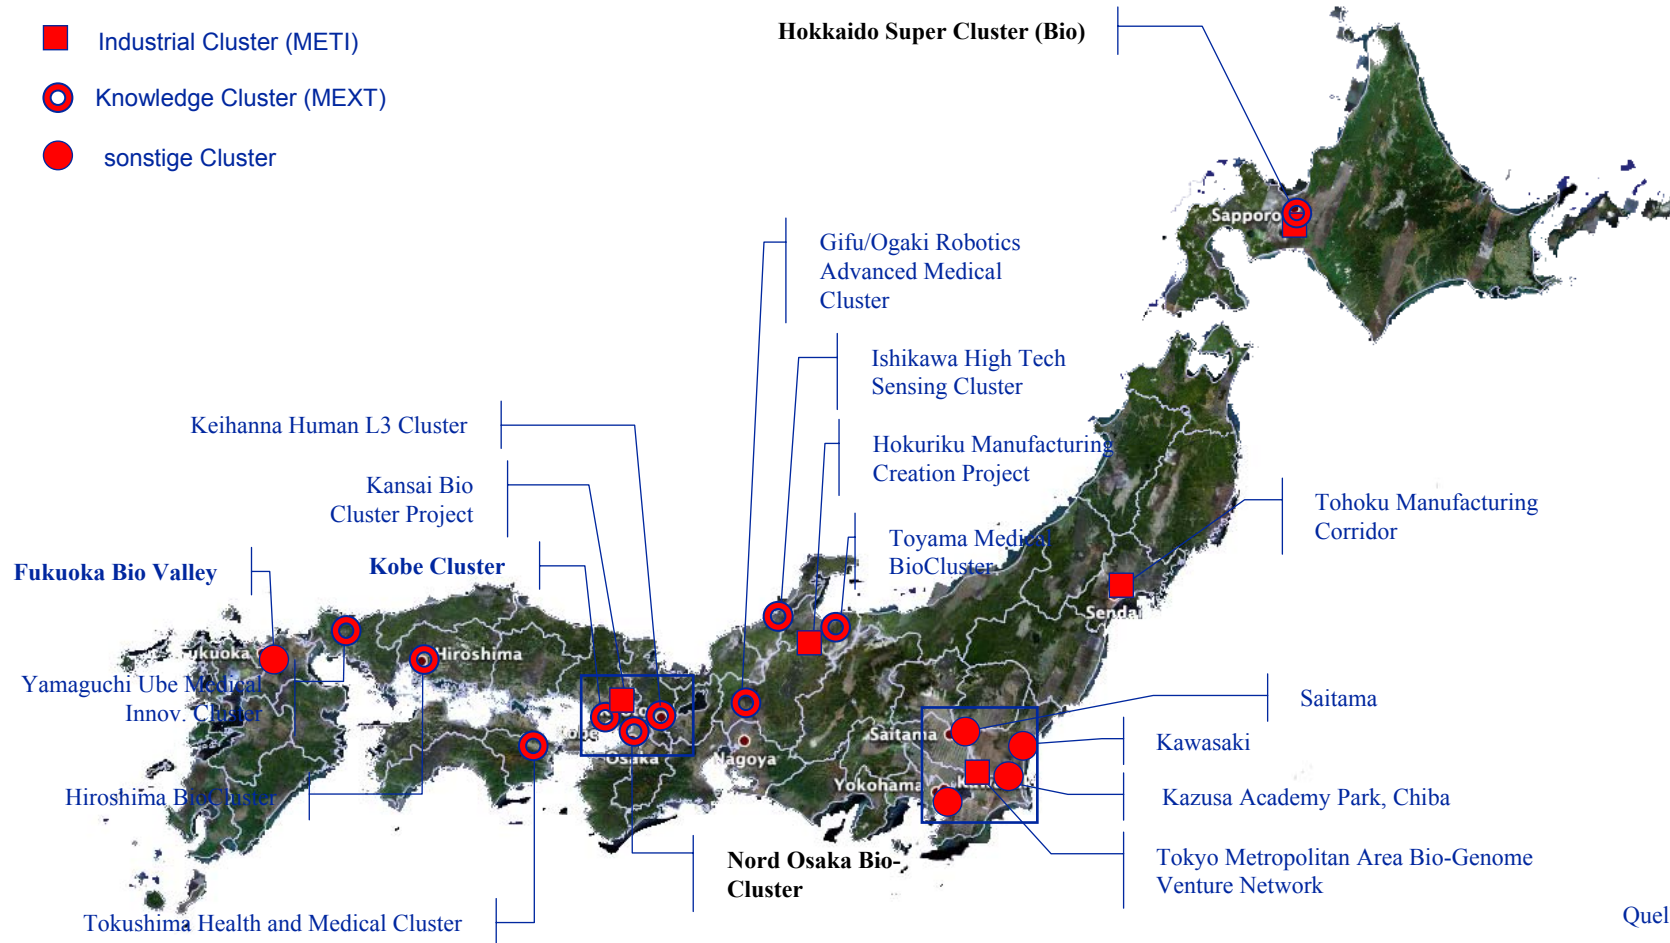 Industrial Cluster (METI)
Knowledge Cluster (MEXT)
sonstige Cluster
Hokkaido Super Cluster (Bio)
Sapporo
Gifu/Ogaki Robotics
Advanced Medical
Cluster
Ishikawa High Tech
Sensing Cluster
Keihanna Human L3 Cluster
Hokuriku Manufacturing
Creation Project
Kansai Bio
Cluster Project
Tohoku Manufacturing
Corridor
Toyama Medical
BioCluster
Kobe Cluster
Fukuoka Bio Valley
Sendai
Hiroshima
Yamaguchi Ube Medical
Innov. Cluster
Saitama
Saitama
Kawasaki
Osaka
Nagoya
Yokohama
Hiroshima BioCluster
Kazusa Academy Park, Chiba
Nord Osaka Bio-
Cluster
Tokyo Metropolitan Area Bio-Genome
Venture Network
Tokushima Health and Medical Cluster
Quel